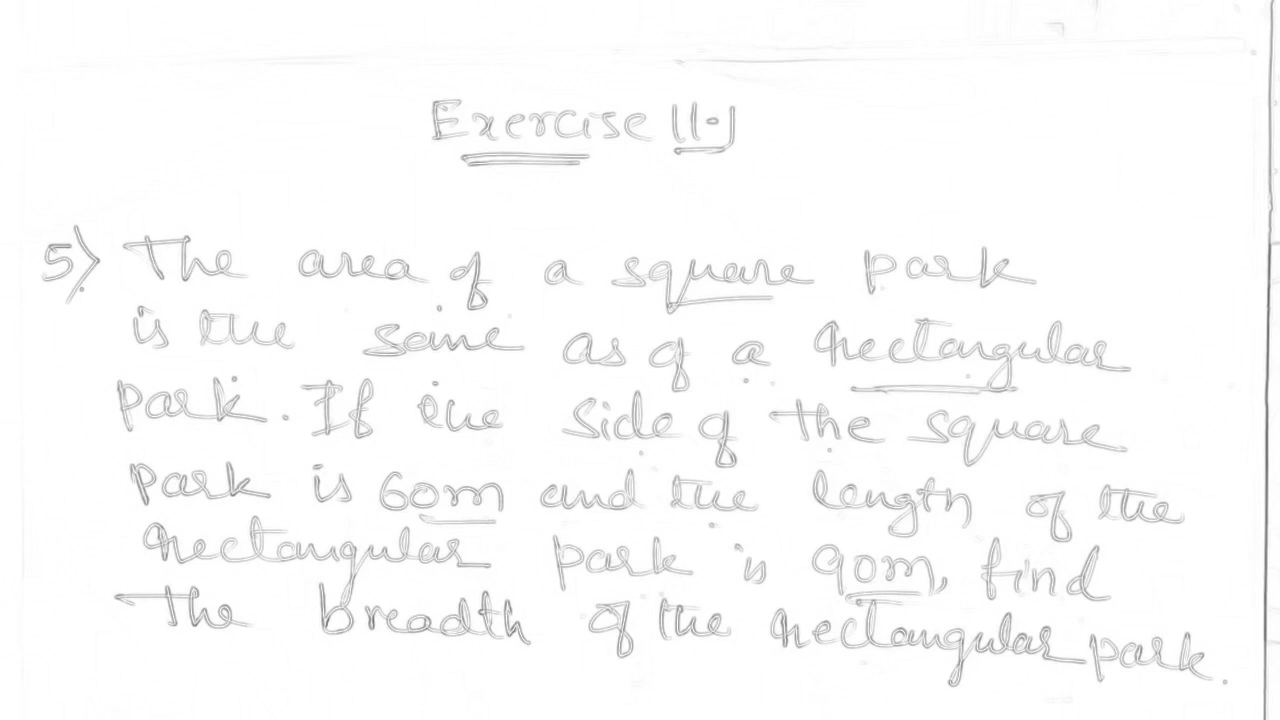 Exercise 11.1
5) The area of a square park
is the same as of a rectangular
park. If the side of the square
park is 60m and the length of the
rectangular park is 90m, find
the breadth of the rectangular park.